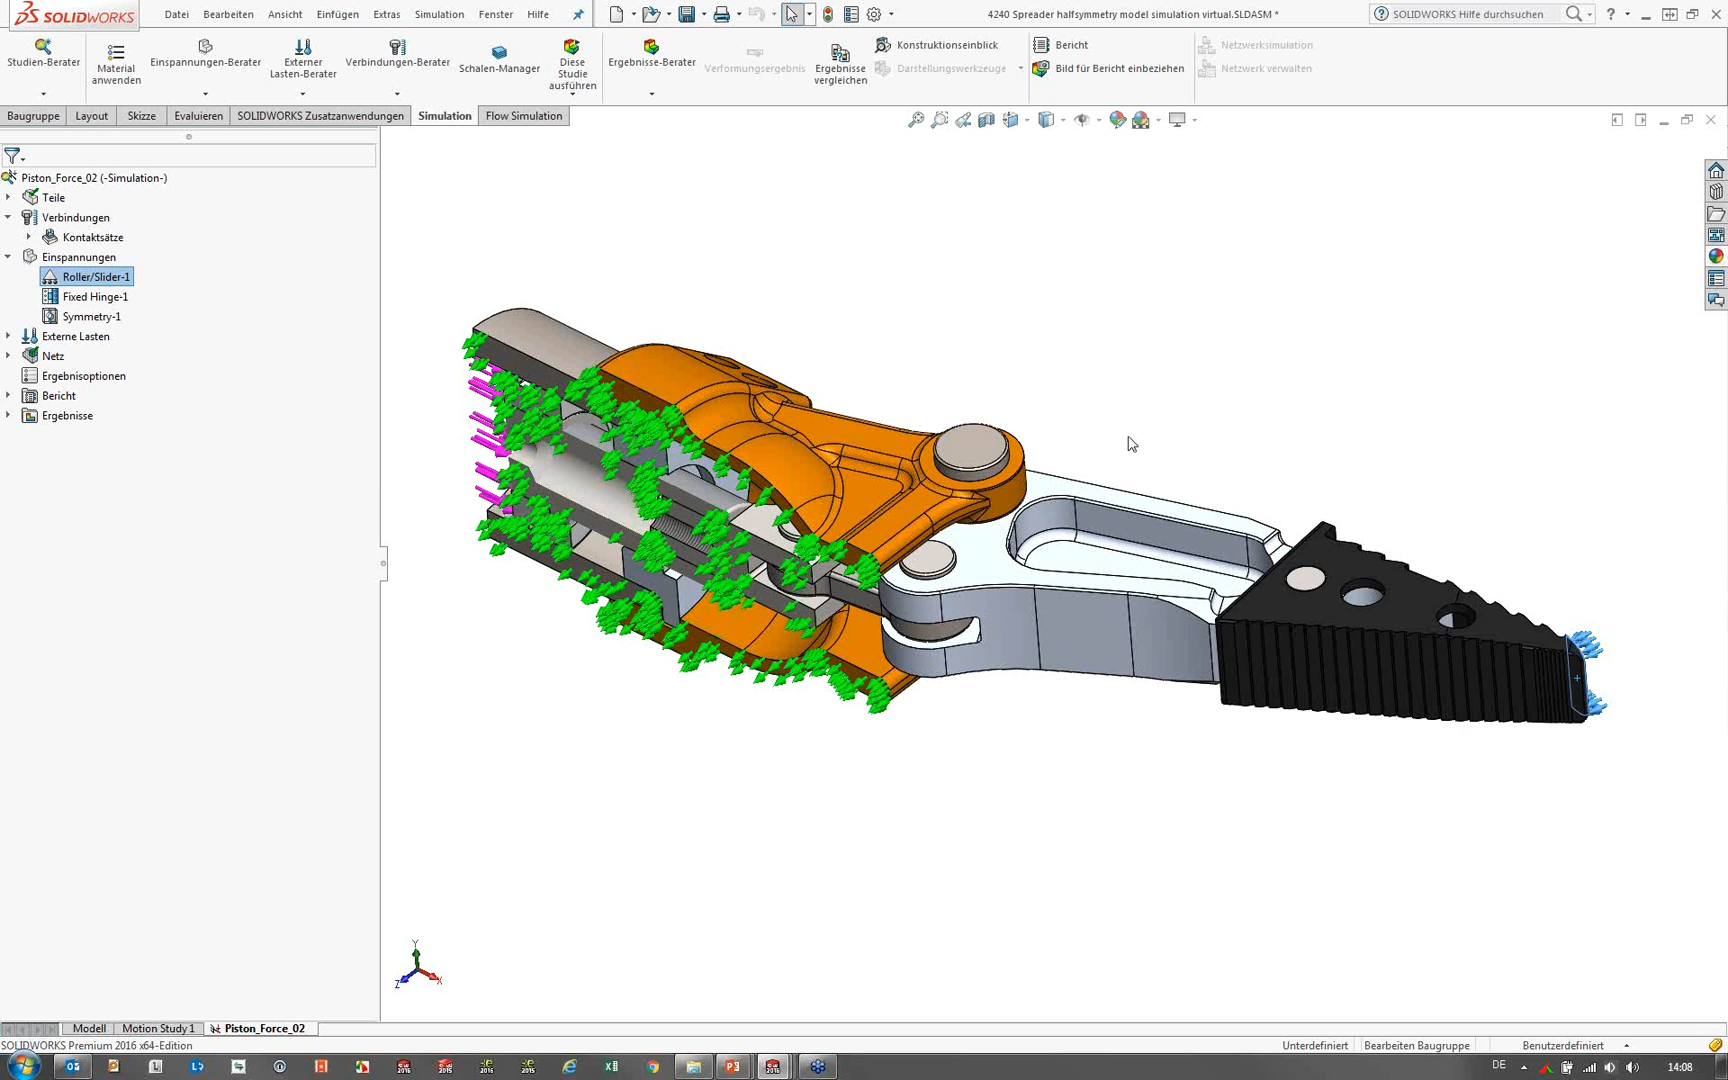 SOLIDWORKS
Datei Bearbeiten Ansicht Einfügen Extras Simulation Fenster Hilfe
4240 Spreader halfsymmetry model simulation virtual.SLDASM *
SOLIDWORKS Hilfe durchsuchen
Studien-Berater
Material anwenden
Einspannungen-Berater
Externer Lasten-Berater
Verbindungen-Berater
Schalen-Manager
Diese Studie ausführen
Ergebnisse-Berater
Verformungsergebnis
Ergebnisse vergleichen
Konstruktionseinblick
Darstellungswerkzeuge
Bericht
Bild für Bericht einbeziehen
Netzwerksimulation
Netzwerk verwalten
Baugruppe Layout Skizze Evaluieren SOLIDWORKS Zusatzanwendungen Simulation Flow Simulation
Piston_Force_02 (-Simulation-)
Teile
Verbindungen
Kontaktsätze
Einspannungen
Roller/Slider-1
Fixed Hinge-1
Symmetry-1
Externe Lasten
Netz
Ergebnisoptionen
Bericht
Ergebnisse
Y
Z
X
Modell Motion Study 1 Piston_Force_02
SOLIDWORKS Premium 2016 x64-Edition
Unterdefiniert Bearbeiten Baugruppe Benutzerdefiniert
DE
14:08